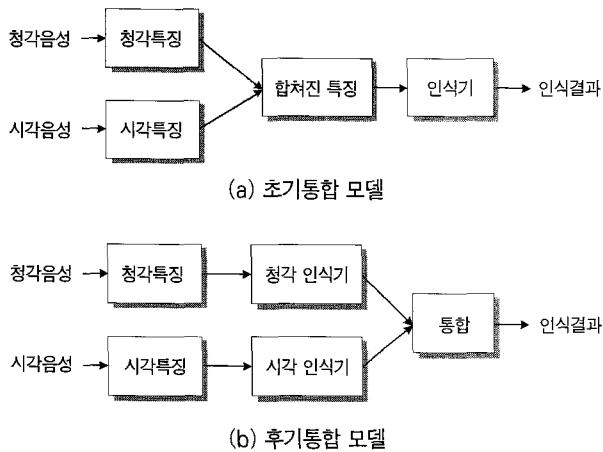 청각음성 청각특징
합쳐진 특징 인식기 인식결과
시각음성 시각특징
(a) 초기통합 모델
청각음성 청각특징 청각 인식기
통합 인식결과
시각음성 시각특징 시각 인식기
(b) 후기통합 모델